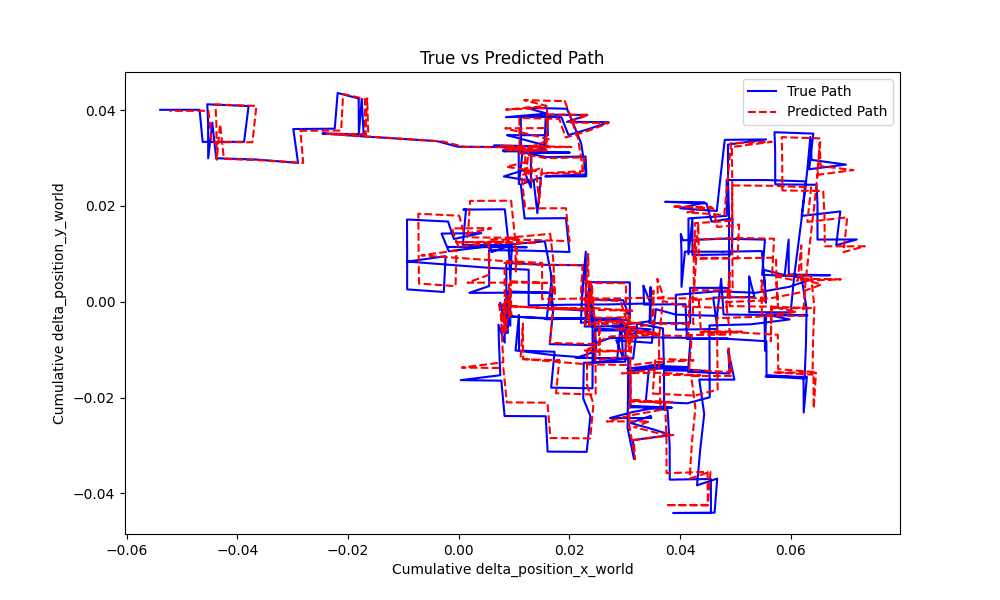 True vs Predicted Path
True Path
Predicted Path
Cumulative delta_position_y_world
0.04
0.02
0.00
−0.02
−0.04
−0.06
−0.04
−0.02
0.00
0.02
0.04
0.06
Cumulative delta_position_x_world